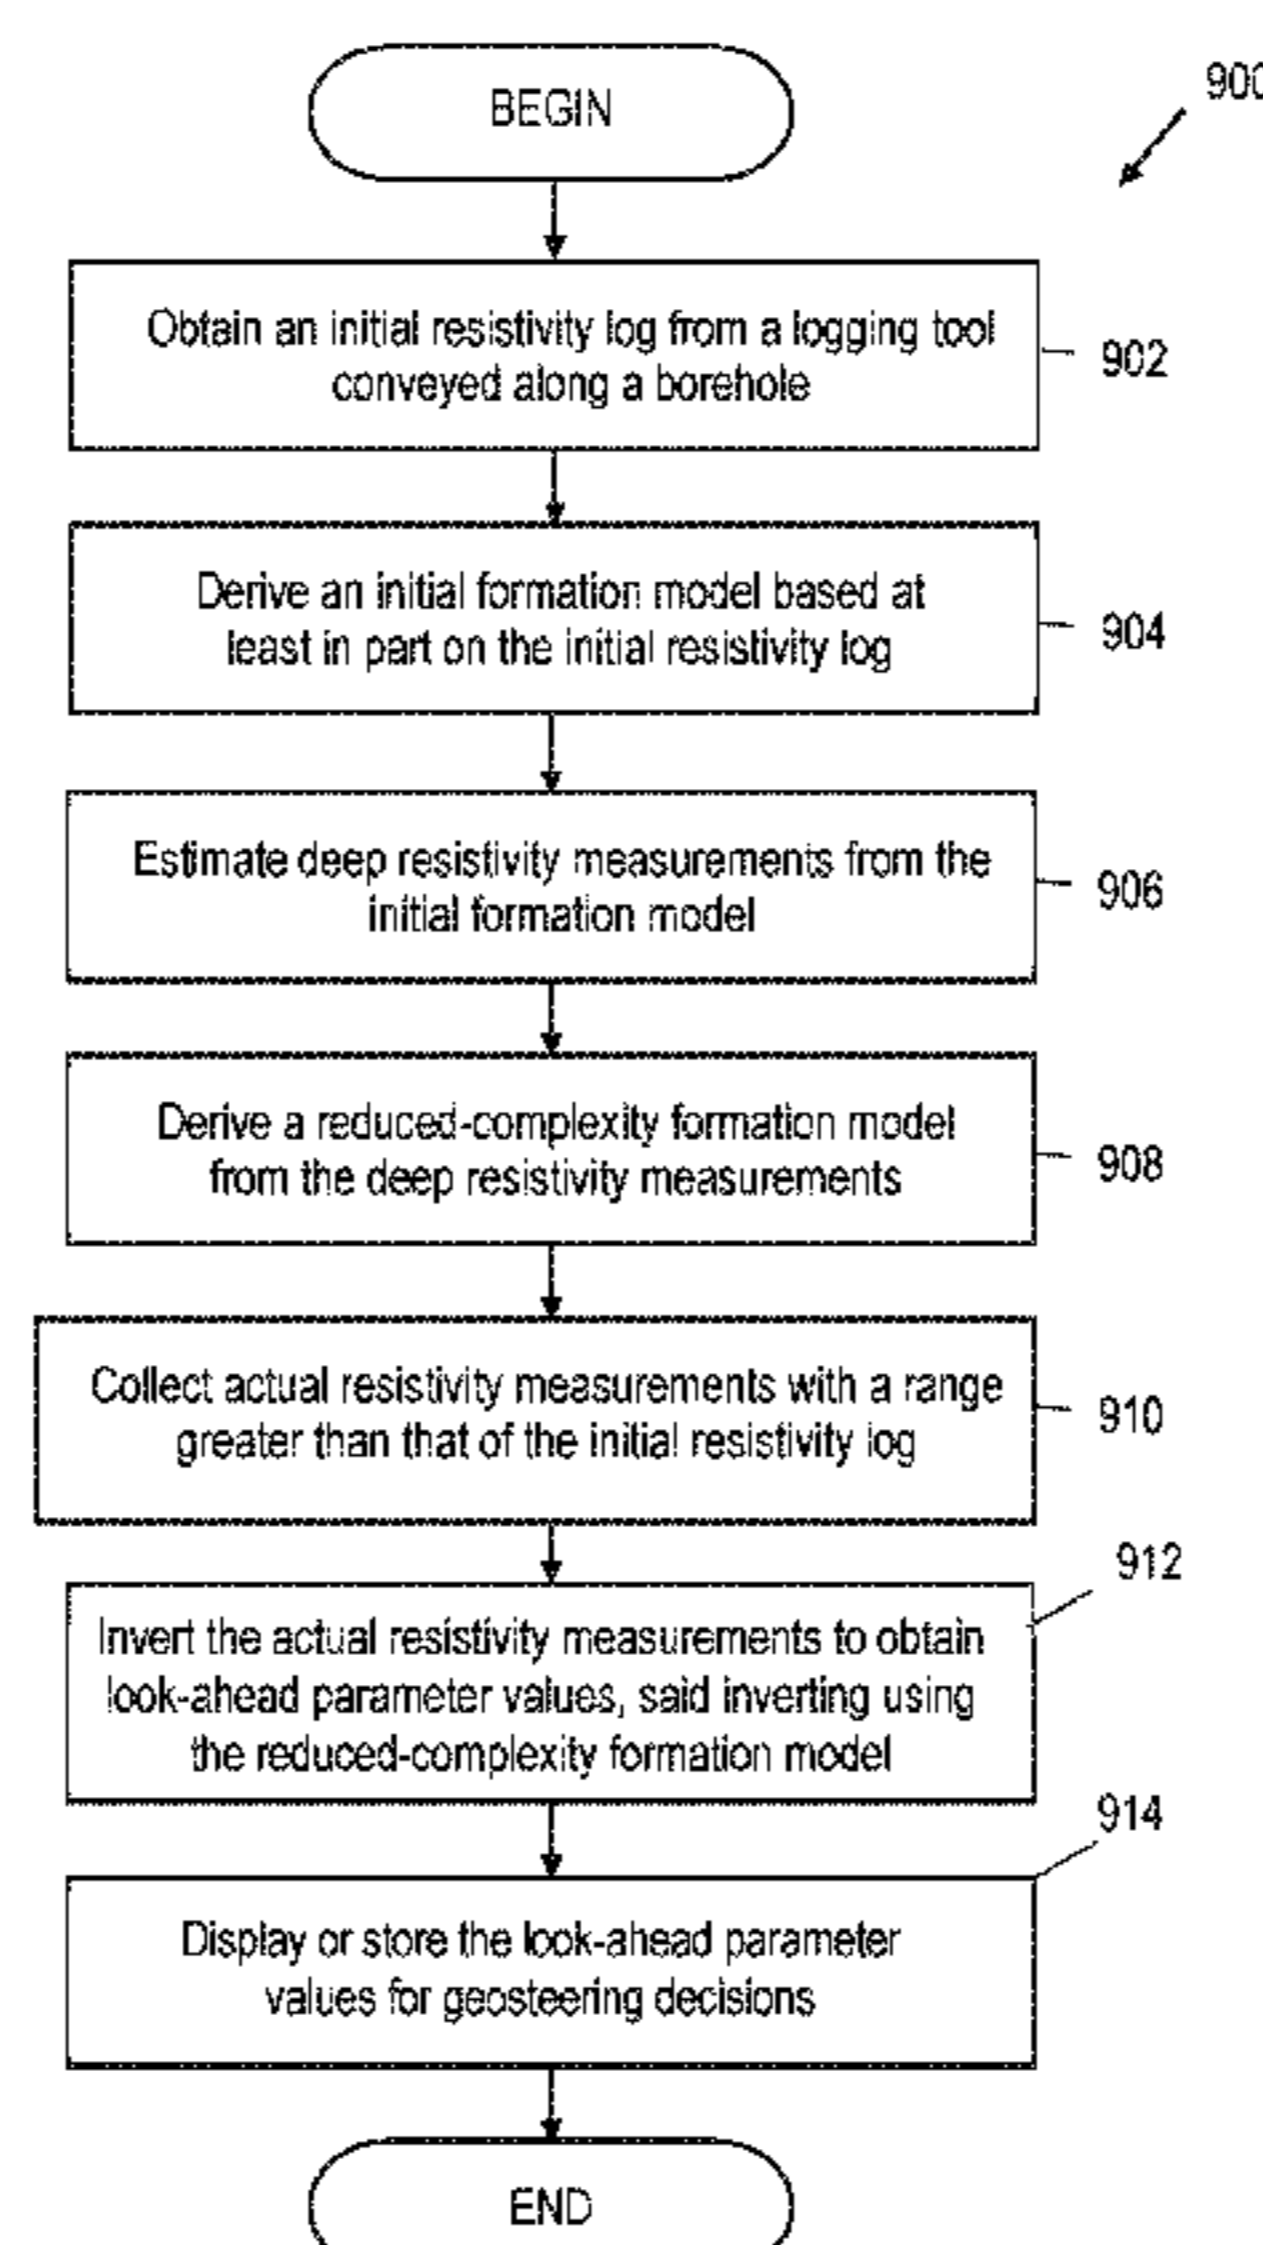 BEGIN
900
Obtain an initial resistivity log from a logging tool
conveyed along a borehole
902
Derive an initial formation model based at
least in part on the initial resistivity log
904
Estimate deep resistivity measurements from the
initial formation model
906
Derive a reduced-complexity formation model
from the deep resistivity measurements
908
Collect actual resistivity measurements with a range
greater than that of the initial resistivity log
910
912
Invert the actual resistivity measurements to obtain
look-ahead parameter values, said inverting using
the reduced-complexity formation model
914
Display or store the look-ahead parameter
values for geosteering decisions
END